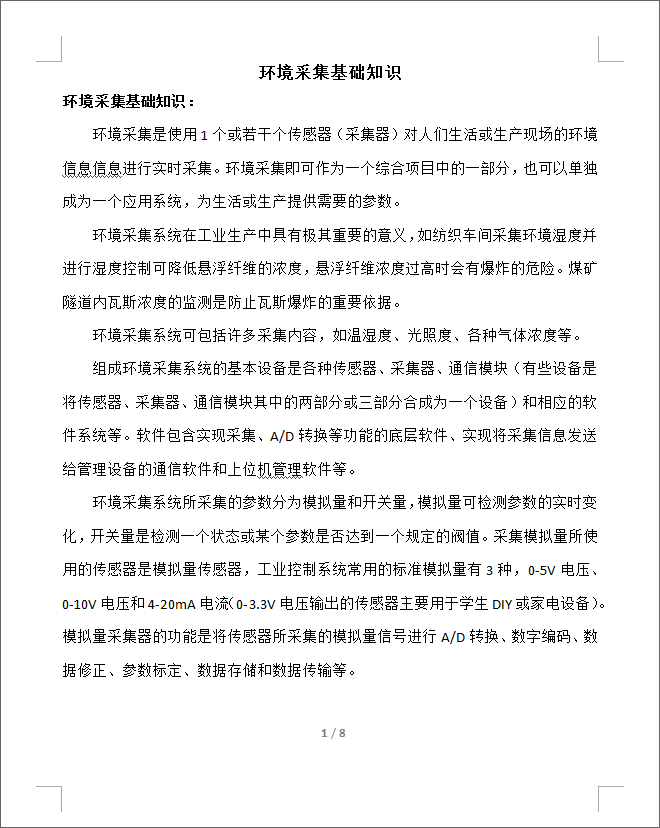 环境采集基础知识
环境采集基础知识：
环境采集是使用 1 个或若干个传感器（采集器）对人们生活或生产现场的环境
信息信息进行实时采集。环境采集即可作为一个综合项目中的一部分，也可以单独
成为一个应用系统，为生活或生产提供需要的参数。
环境采集系统在工业生产中具有极其重要的意义，如纺织车间采集环境湿度并
进行湿度控制可降低悬浮纤维的浓度，悬浮纤维浓度过高时会有爆炸的危险。煤矿
隧道内瓦斯浓度的监测是防止瓦斯爆炸的重要依据。
环境采集系统可包括许多采集内容，如温湿度、光照度、各种气体浓度等。
组成环境采集系统的基本设备是各种传感器、采集器、通信模块（有些设备是
将传感器、采集器、通信模块其中的两部分或三部分合成为一个设备）和相应的软
件系统等。软件包含实现采集、A/D 转换等功能的底层软件、实现将采集信息发送
给管理设备的通信软件和上位机管理软件等。
环境采集系统所采集的参数分为模拟量和开关量，模拟量可检测参数的实时变
化，开关量是检测一个状态或某个参数是否达到一个规定的阀值。采集模拟量所使
用的传感器是模拟量传感器，工业控制系统常用的标准模拟量有 3 种，0-5V 电压、
0-10V 电压和 4-20mA 电流（0-3.3V 电压输出的传感器主要用于学生 DIY 或家电设备）。
模拟量采集器的功能是将传感器所采集的模拟量信号进行 A/D 转换、数字编码、数
据修正、参数标定、数据存储和数据传输等。
1 / 8